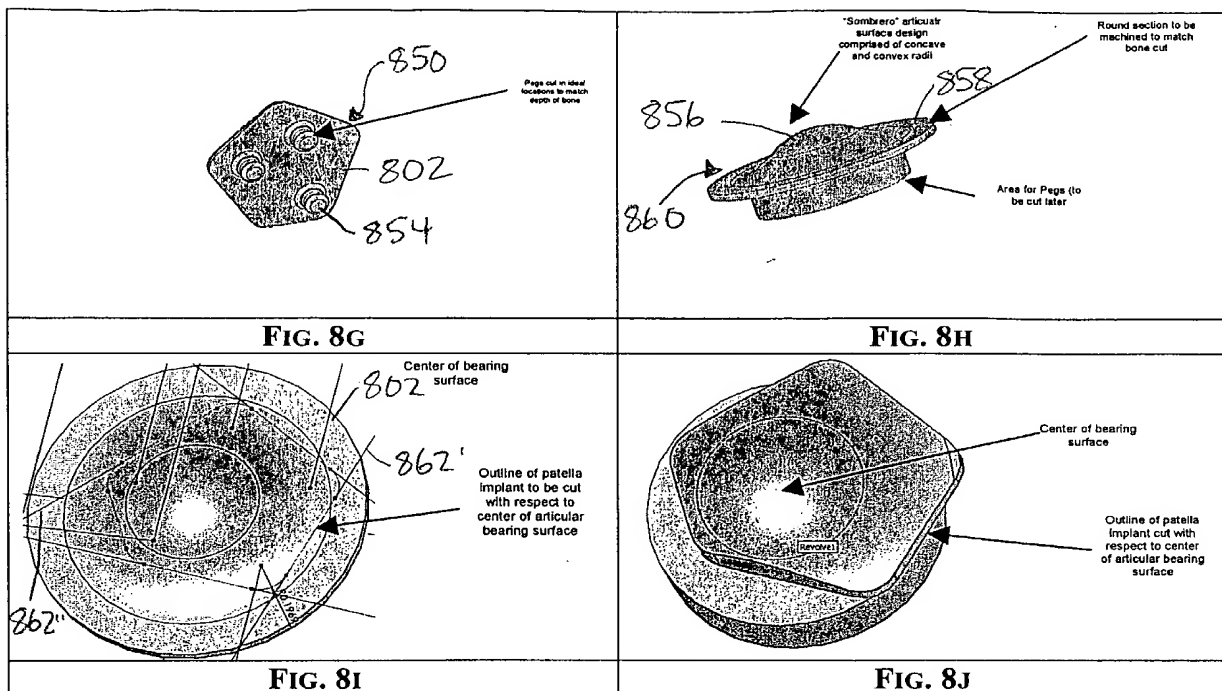 850
Pegs cut in ideal
locations to match
depth of bone
802
854
FIG. 8G
"Sombrero" articuatr
surface design
comprised of concave
and convex radii
Round section to be
machined to match
bone cut
858
856
860
Area for Pegs (to
be cut later
FIG. 8H
Center of bearing
surface
802
862'
Outline of patella
implant to be cut
with respect to
center of articular
bearing surface
862"
FIG. 8I
Center of bearing
surface
Revolve1
Outline of patella
implant cut with
respect to center
of articular bearing
surface
FIG. 8J